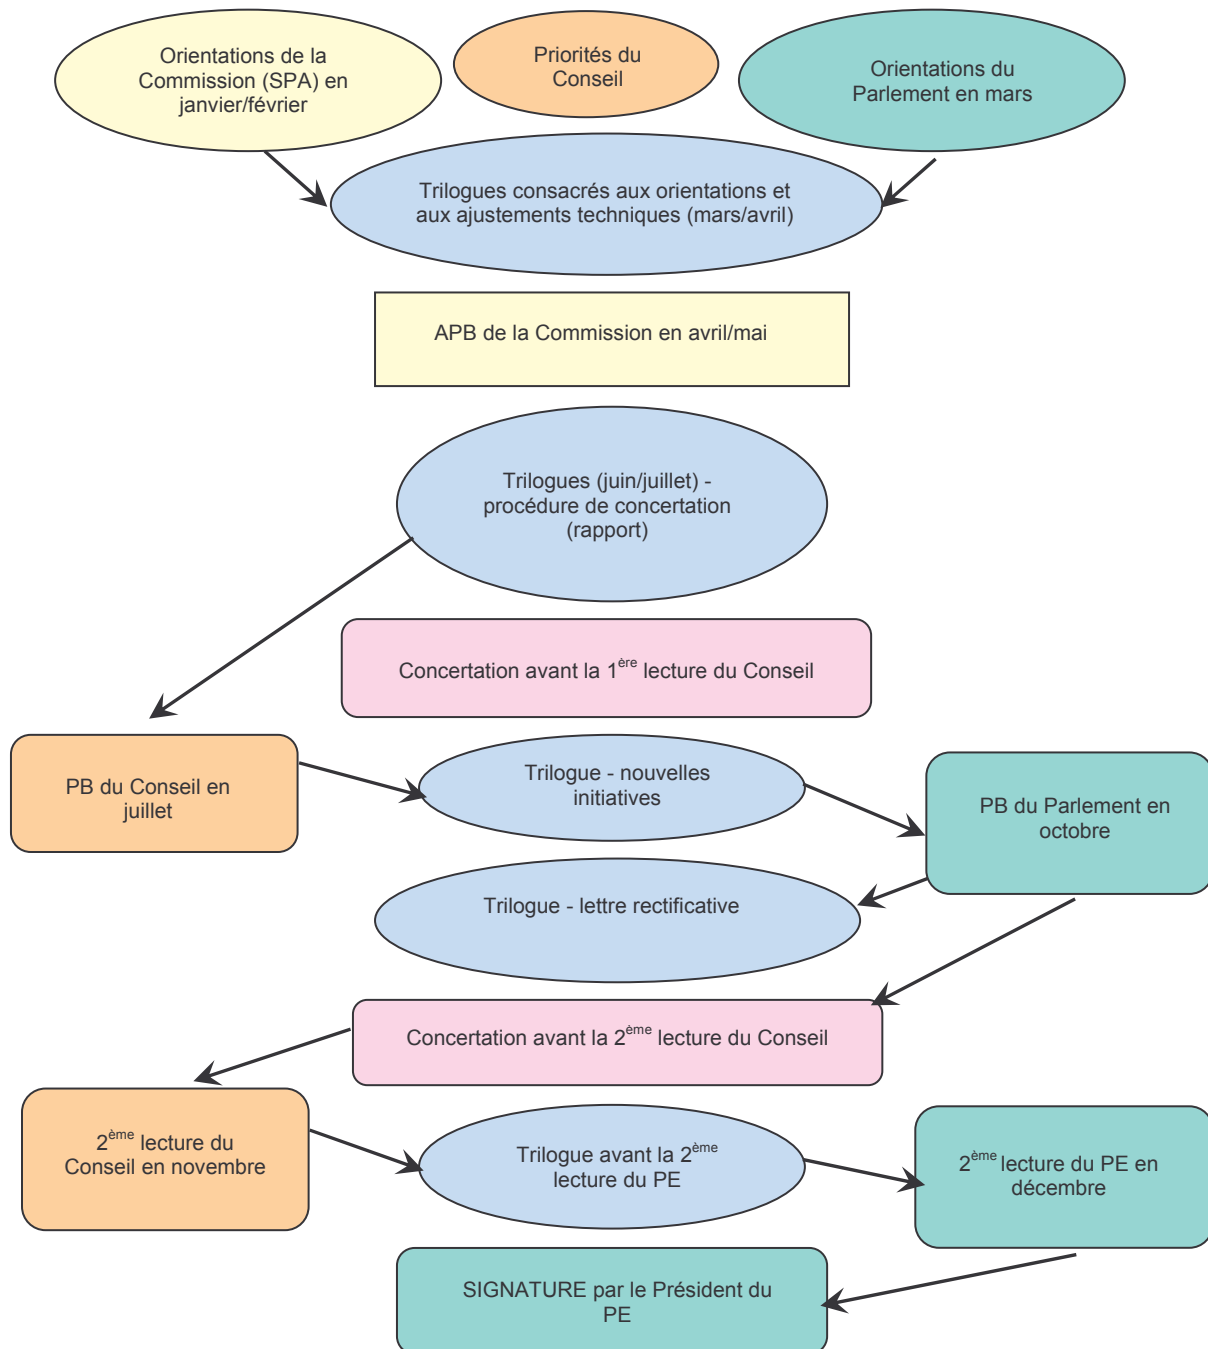 Orientations de la
Commission (SPA) en
janvier/février
Priorités du
Conseil
Orientations du
Parlement en mars
Trilogues consacrés aux orientations et
aux ajustements techniques (mars/avril)
APB de la Commission en avril/mai
Trilogues (juin/juillet) -
procédure de concertation
(rapport)
Concertation avant la 1ère lecture du Conseil
PB du Conseil en
juillet
Trilogue - nouvelles
initiatives
PB du Parlement en
octobre
Trilogue - lettre rectificative
Concertation avant la 2ème lecture du Conseil
2ème lecture du
Conseil en novembre
Trilogue avant la 2ème
lecture du PE
2ème lecture du PE en
décembre
SIGNATURE par le Président du
PE